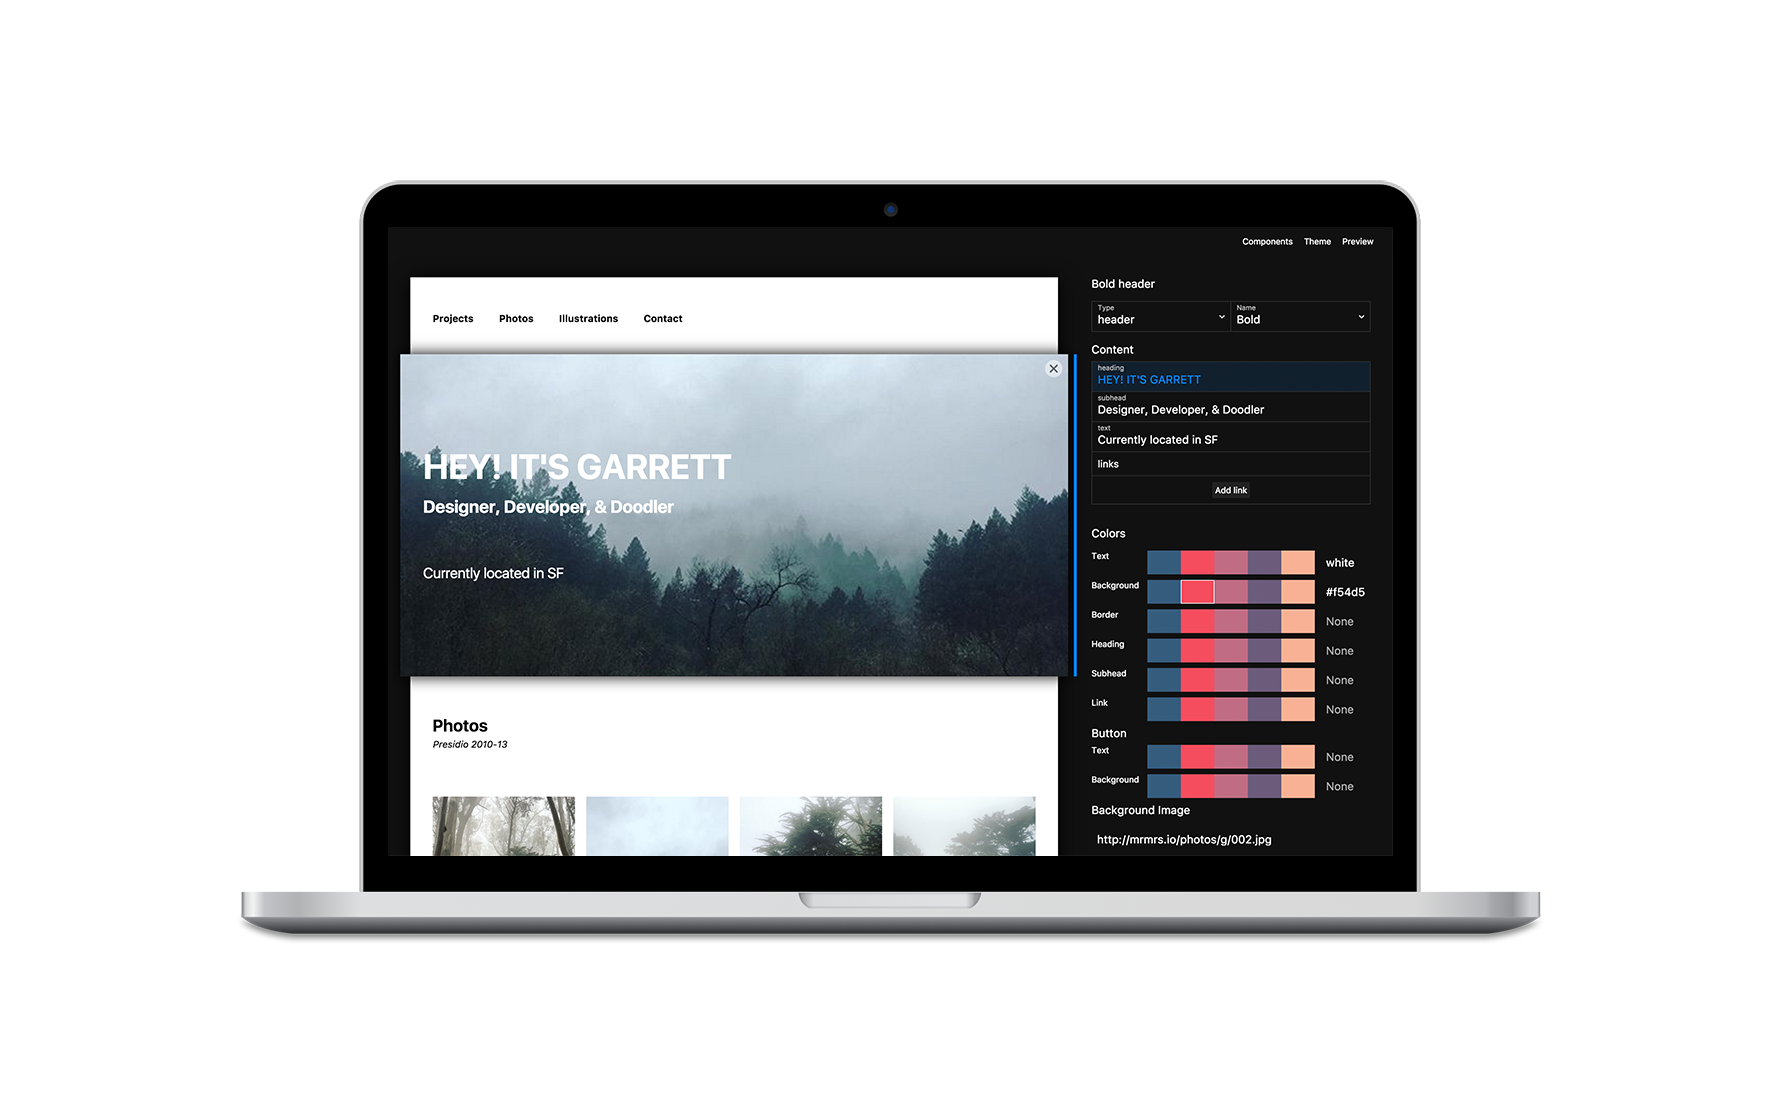 Components Theme Preview
Projects Photos Illustrations Contact
HEY! IT'S GARRETT
Designer, Developer, & Doodler
Currently located in SF
Photos
Presidio 2010-13
Bold header
Type
header
Name
Bold
Content
heading
HEY! IT'S GARRETT
subhead
Designer, Developer, & Doodler
text
Currently located in SF
links
Add link
Colors
Text white
Background #f54d5
Border None
Heading None
Subhead None
Link None
Button
Text None
Background None
Background Image
http://mrmrs.io/photos/g/002.jpg